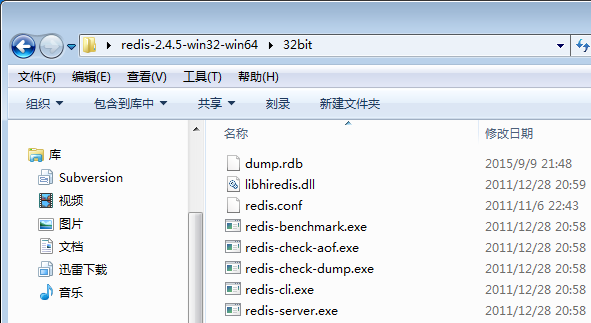 redis-2.4.5-win32-win64 32bit
文件(F) 编辑(E) 查看(V) 工具(T) 帮助(H)
组织 包含到库中 共享 刻录 新建文件夹
库
Subversion
视频
图片
文档
迅雷下载
音乐
名称 修改日期
dump.rdb 2015/9/9 21:48
libhiredis.dll 2011/12/28 20:59
redis.conf 2011/11/6 22:43
redis-benchmark.exe 2011/12/28 20:58
redis-check-aof.exe 2011/12/28 20:58
redis-check-dump.exe 2011/12/28 20:58
redis-cli.exe 2011/12/28 20:58
redis-server.exe 2011/12/28 20:58